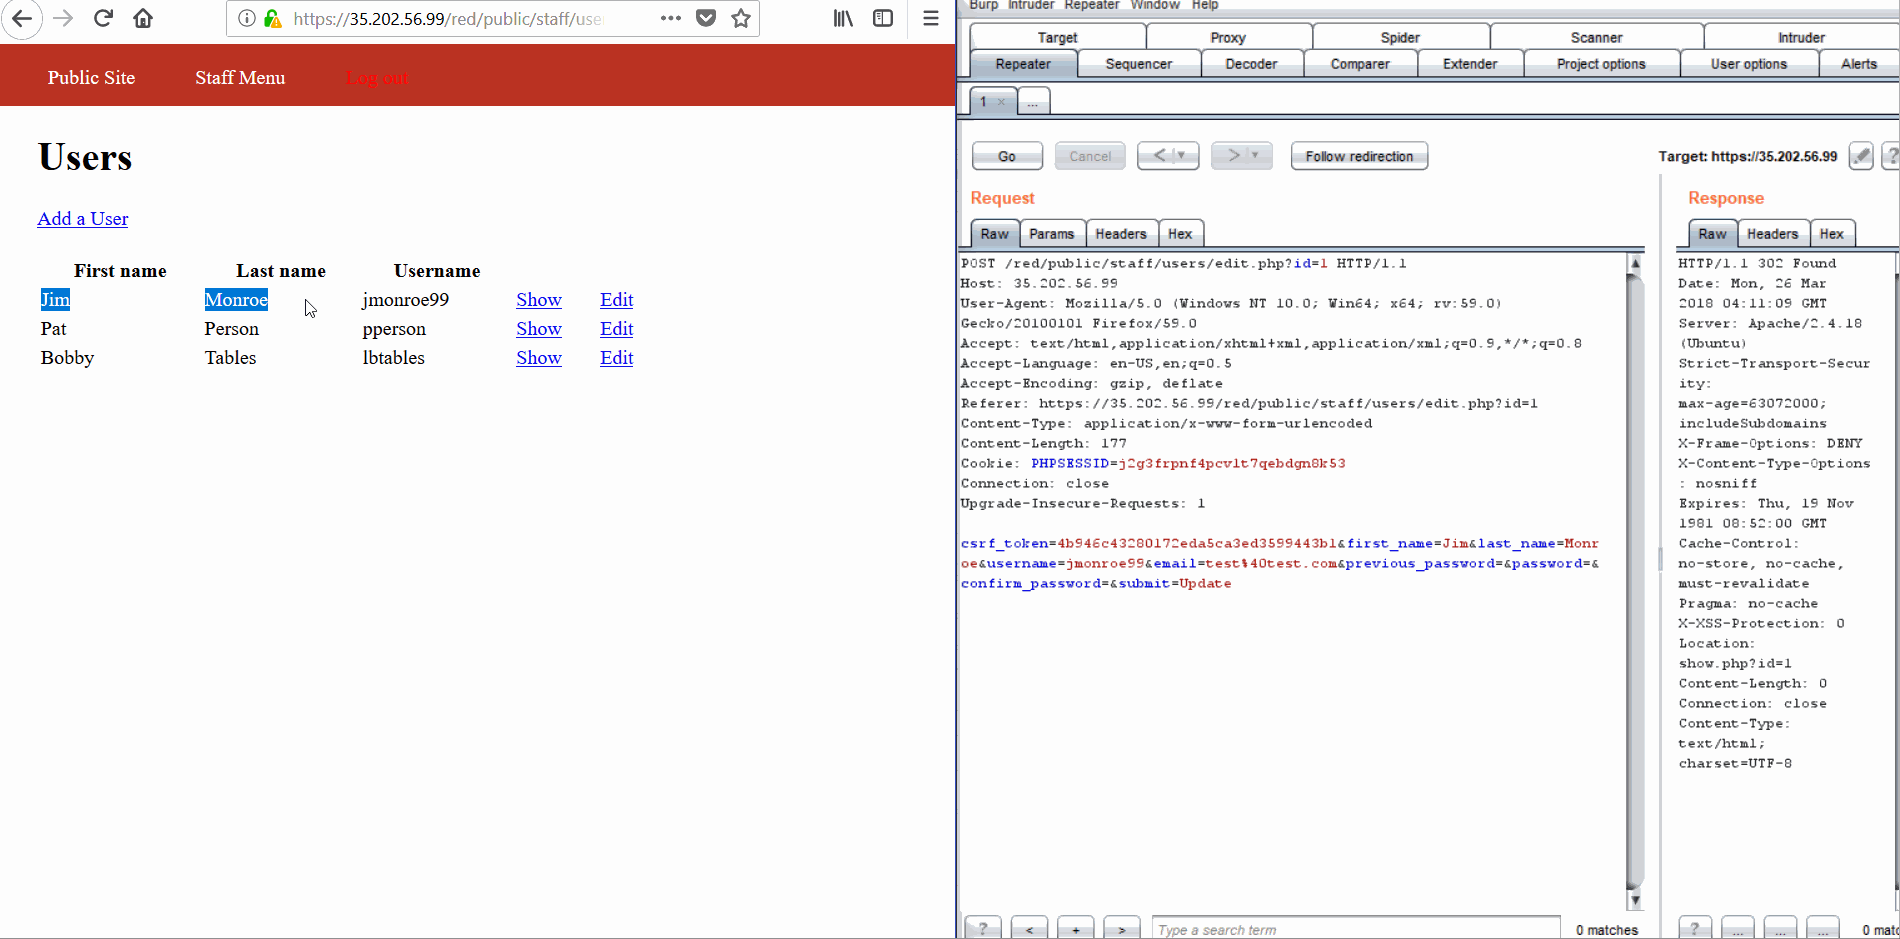 https://35.202.56.99/red/public/staff/use
Public Site Staff Menu Log out
Users
Add a User
First name Last name Username
Jim Monroe jmonroe99 Show Edit
Pat Person pperson Show Edit
Bobby Tables lbtables Show Edit
Burp Intruder Repeater Window Help
Target Proxy Spider Scanner Intruder
Repeater Sequencer Decoder Comparer Extender Project options User options Alerts
1 × ...
Go Cancel < > Follow redirection Target: https://35.202.56.99 ?
Request
Raw Params Headers Hex
POST /red/public/staff/users/edit.php?id=1 HTTP/1.1
Host: 35.202.56.99
User-Agent: Mozilla/5.0 (Windows NT 10.0; Win64; x64; rv:59.0)
Gecko/20100101 Firefox/59.0
Accept: text/html,application/xhtml+xml,application/xml;q=0.9,*/*;q=0.8
Accept-Language: en-US,en;q=0.5
Accept-Encoding: gzip, deflate
Referer: https://35.202.56.99/red/public/staff/users/edit.php?id=1
Content-Type: application/x-www-form-urlencoded
Content-Length: 177
Cookie: PHPSESSID=j2g3frpnf4pcvlt7qebdgn8k53
Connection: close
Upgrade-Insecure-Requests: 1
csrf_token=4b946c43280172eda5ca3ed3599443b1&first_name=Jim&last_name=Monr
oe&username=jmonroe99&email=test%40test.com&previous_password=&password=&
confirm_password=&submit=Update
? < + > Type a search term 0 matches
Response
Raw Headers Hex
HTTP/1.1 302 Found
Date: Mon, 26 Mar
2018 04:11:09 GMT
Server: Apache/2.4.18
(Ubuntu)
Strict-Transport-Secur
ity:
max-age=63072000;
includeSubdomains
X-Frame-Options: DENY
X-Content-Type-Options
: nosniff
Expires: Thu, 19 Nov
1981 08:52:00 GMT
Cache-Control:
no-store, no-cache,
must-revalidate
Pragma: no-cache
X-XSS-Protection: 0
Location:
show.php?id=1
Content-Length: 0
Connection: close
Content-Type:
text/html;
charset=UTF-8
? ... ... ... 0 mat